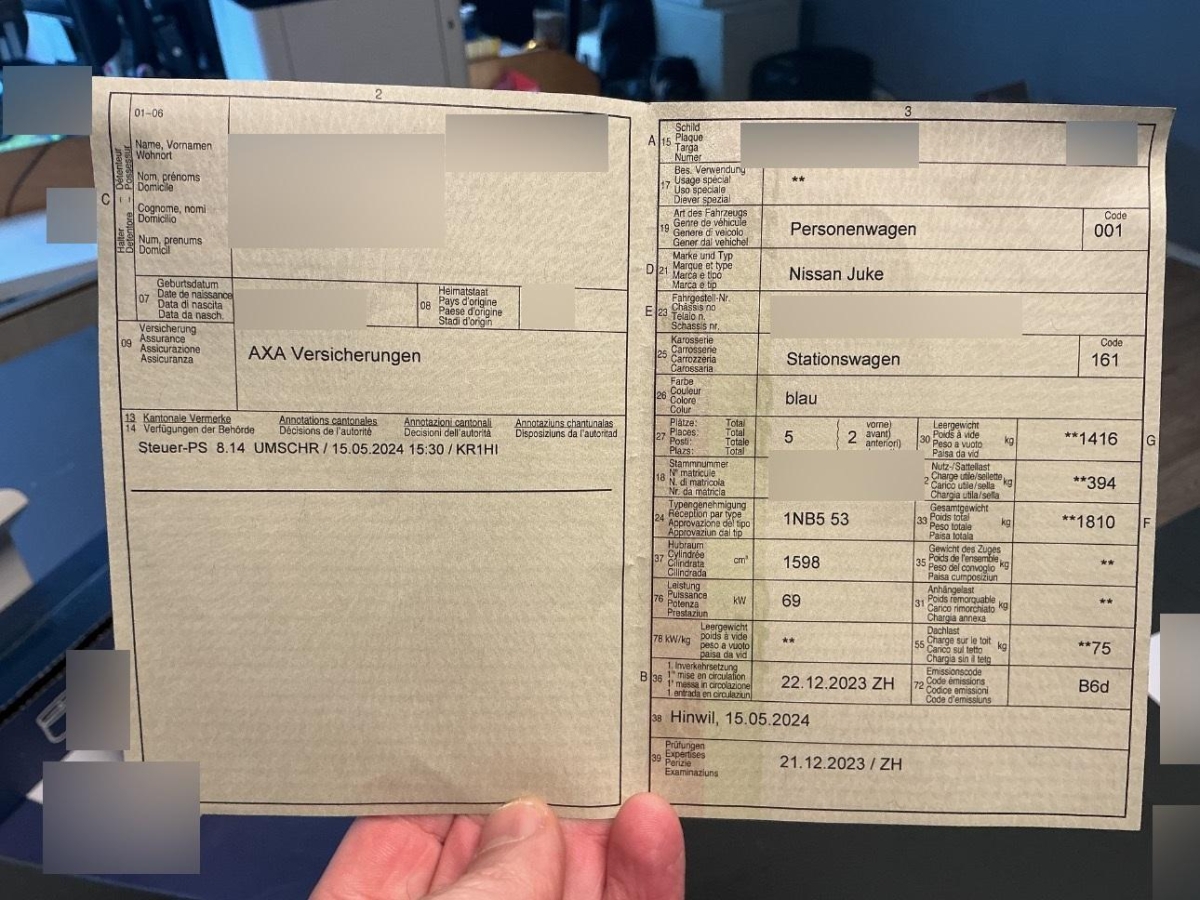 2
01-06
C
Halter – Détenteur
Detentore – Possessur
Name, Vornamen
Wohnort
Nom, prénoms
Domicile
Cognome, nomi
Domicilio
Num, prenums
Domicil
07
Geburtsdatum
Date de naissance
Data di nascita
Data da nasch.
08
Heimatstaat
Pays d'origine
Paese d'origine
Stadi d'origin
09
Versicherung
Assurance
Assicurazione
Assicuranza
AXA Versicherungen
13 Kantonale Vermerke Annotations cantonales Annotazioni cantonali Annotaziuns chantunalas
14 Verfügungen der Behörde Décisions de l'autorité Decisioni dell'autorità Disposiziuns da l'autoritad
Steuer-PS 8.14 UMSCHR / 15.05.2024 15:30 / KR1HI
3
A 15
Schild
Plaque
Targa
Numer
17
Bes. Verwendung
Usage spécial
Uso speciale
Diever spezial
**
19
Art des Fahrzeugs
Genre de véhicule
Genere di veicolo
Gener dal vehichel
Personenwagen
Code
001
D 21
Marke und Typ
Marque et type
Marca e tipo
Marca e tip
Nissan Juke
E 23
Fahrgestell-Nr.
Châssis no
Telaio n.
Schassis nr.
25
Karosserie
Carrosserie
Carrozzeria
Carossaria
Stationswagen
Code
161
26
Farbe
Couleur
Colore
Colur
blau
27
Plätze: Total
Places: Total
Posti: Totale
Plazs: Total
5
( 2
vorne)
avant)
anteriori)
30
Leergewicht
Poids à vide
Peso a vuoto
Paisa da vid
kg
**1416
G
18
Stammnummer
N° matricule
N. di matricola
Nr. da matricla
2
Nutz-/Sattellast
Charge utile/sellette
Carico utile/sella
Chargia utila/sella
kg
**394
24
Typengenehmigung
Réception par type
Approvazione del tipo
Approvaziun dal tip
1NB5 53
33
Gesamtgewicht
Poids total
Peso totale
Paisa totala
kg
**1810
F
37
Hubraum
Cylindrée
Cilindrata
Cilindrada
cm³
1598
35
Gewicht des Zuges
Poids de l'ensemble
Peso del convoglio
Paisa cumposiziun
kg
**
76
Leistung
Puissance
Potenza
Prestaziun
kW
69
31
Anhängelast
Poids remorquable
Carico rimorchiato
Chargia annexa
kg
**
78 kW/kg
Leergewicht
poids à vide
peso a vuoto
paisa da vid
**
55
Dachlast
Charge sur le toit
Carico sul tetto
Chargia sin il tetg
kg
**75
B 36
1. Inverkehrsetzung
1re mise en circulation
1a messa in circolazione
1 entrada en circulaziun
22.12.2023 ZH
72
Emissionscode
Code émissions
Codice emissioni
Code d'emissiuns
B6d
38 Hinwil, 15.05.2024
39
Prüfungen
Expertises
Perizie
Examinaziuns
21.12.2023 / ZH